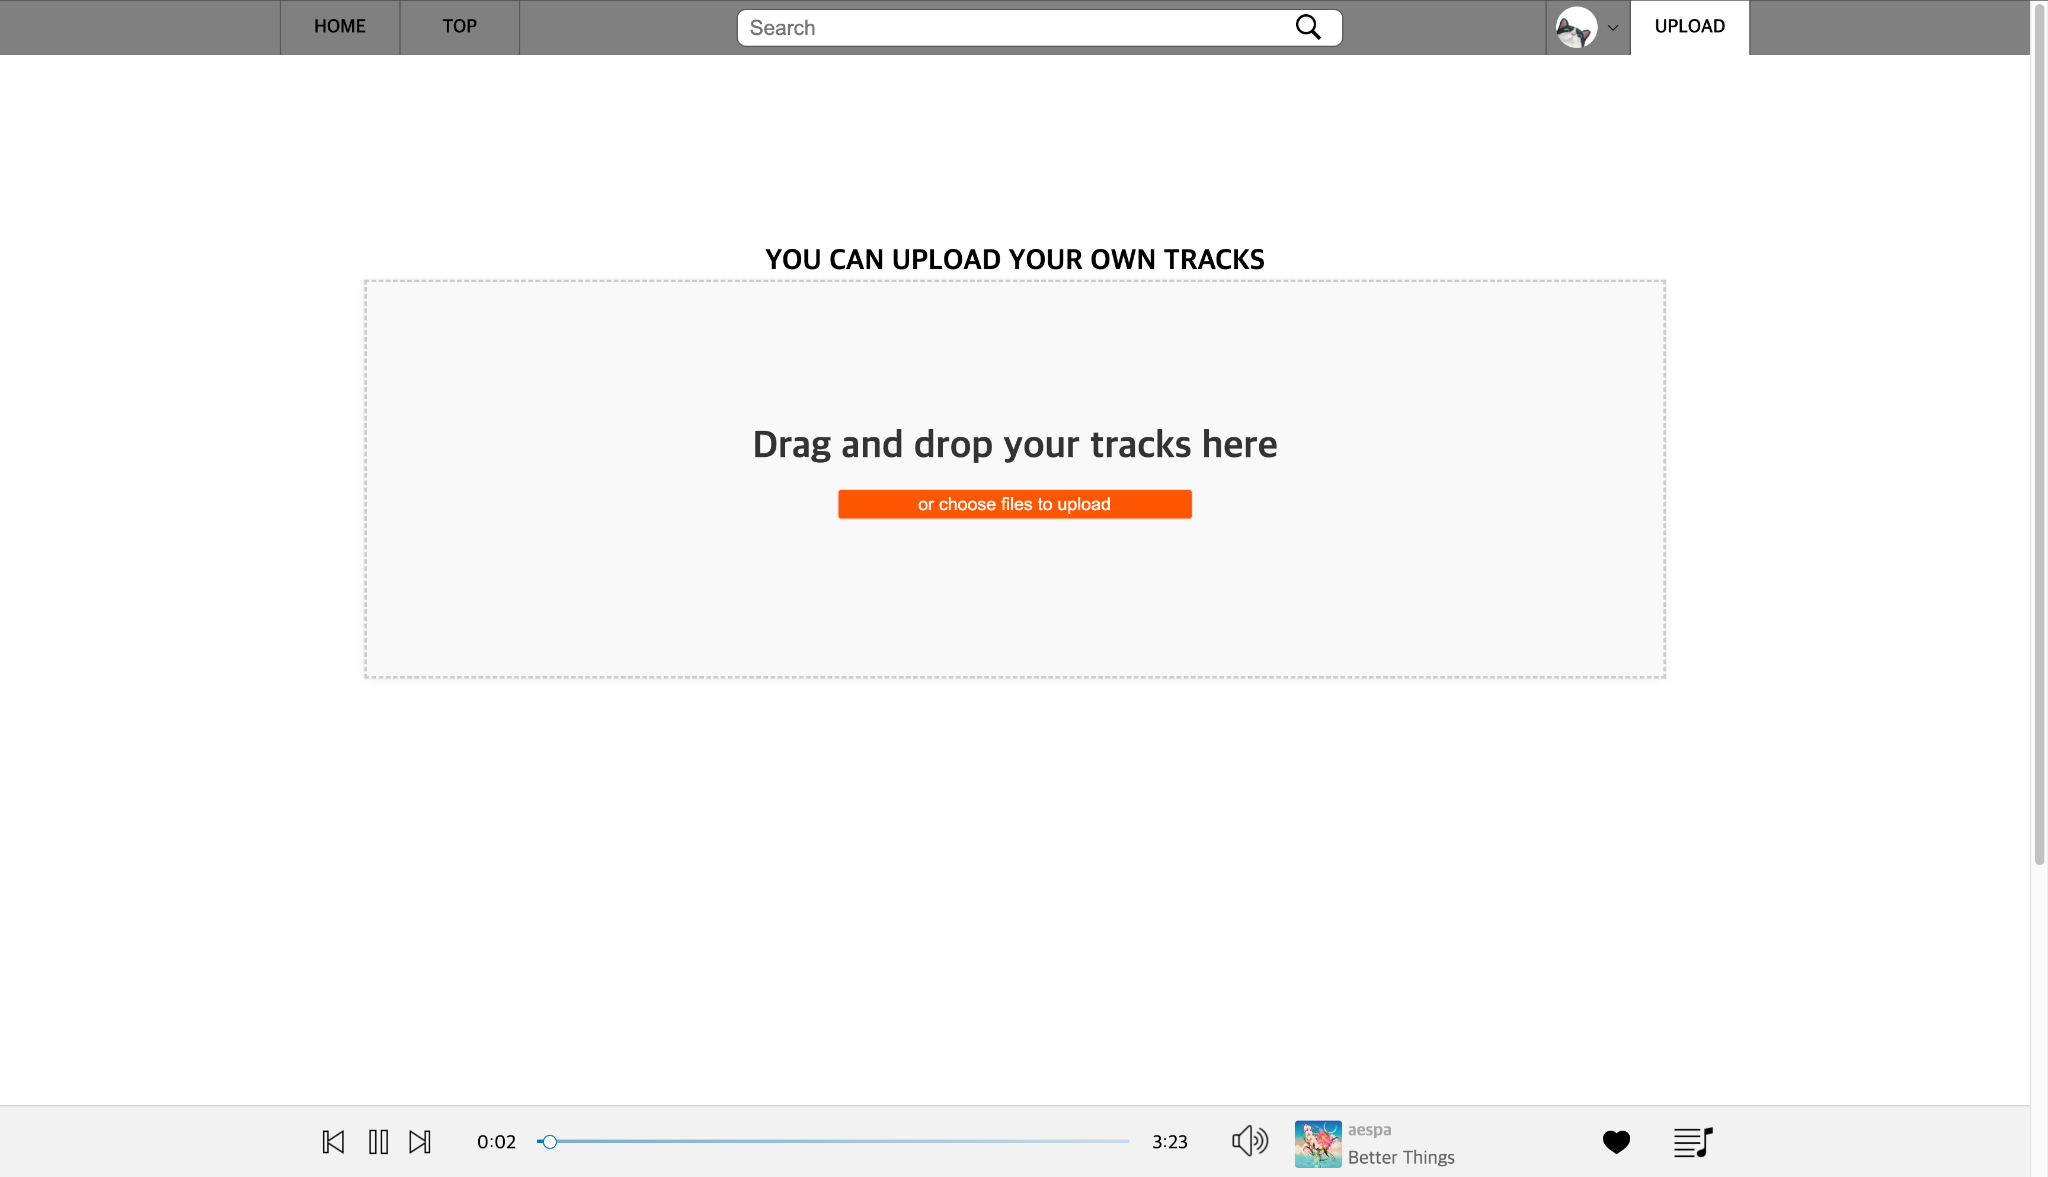 HOME
TOP
Search
UPLOAD
YOU CAN UPLOAD YOUR OWN TRACKS
Drag and drop your tracks here
or choose files to upload
0:02
3:23
aespa
Better Things